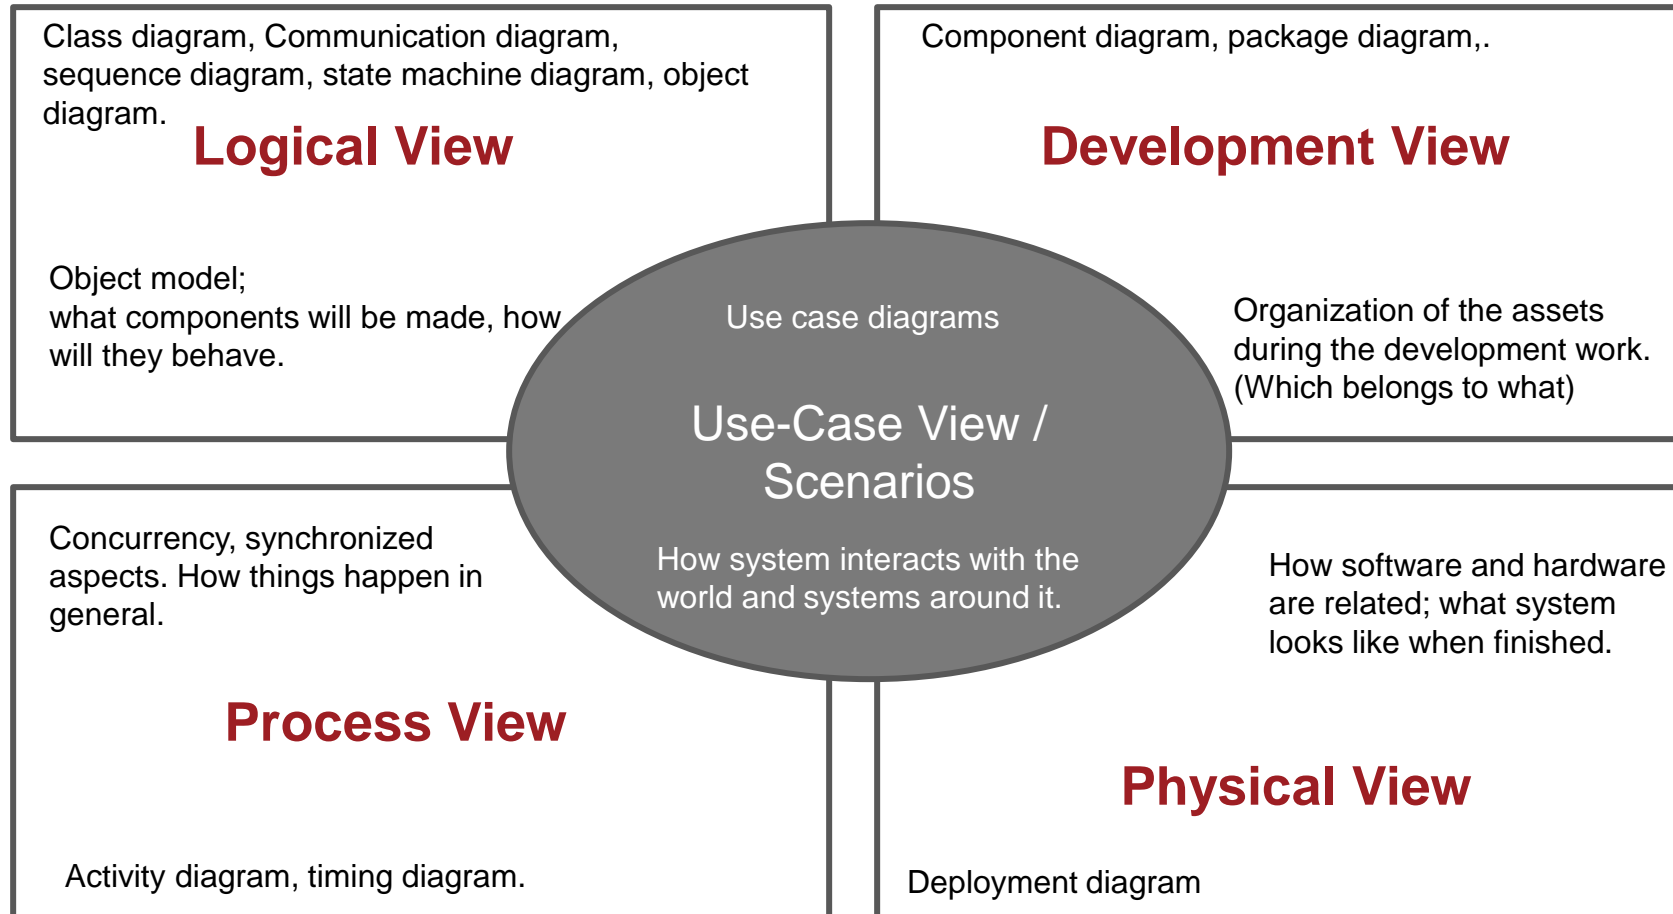 Class diagram, Communication diagram,
sequence diagram, state machine diagram, object
diagram.
Logical View
Object model;
what components will be made, how
will they behave.
Component diagram, package diagram,.
Development View
Organization of the assets
during the development work.
(Which belongs to what)
Use case diagrams
Use-Case View /
Scenarios
How system interacts with the
world and systems around it.
Concurrency, synchronized
aspects. How things happen in
general.
Process View
Activity diagram, timing diagram.
How software and hardware
are related; what system
looks like when finished.
Physical View
Deployment diagram